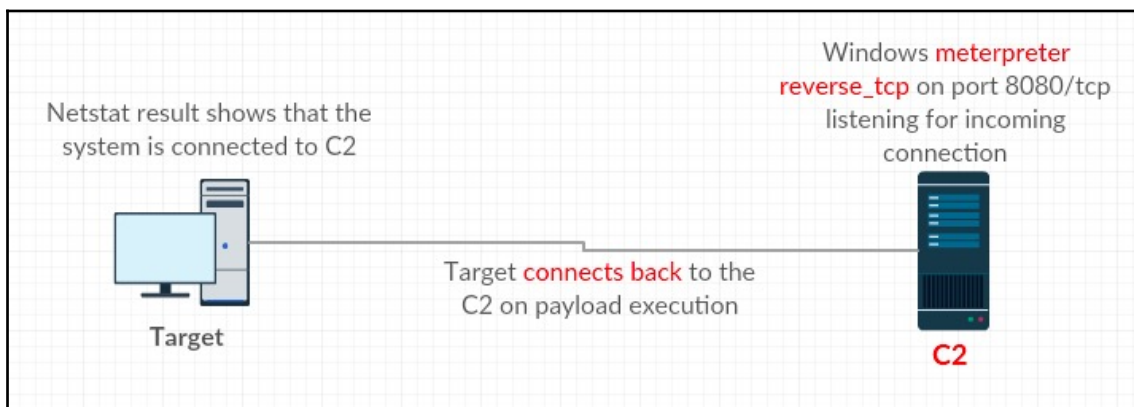 Windows meterpreter
reverse_tcp on port 8080/tcp
listening for incoming
connection
Netstat result shows that the
system is connected to C2
Target connects back to the
C2 on payload execution
Target
C2